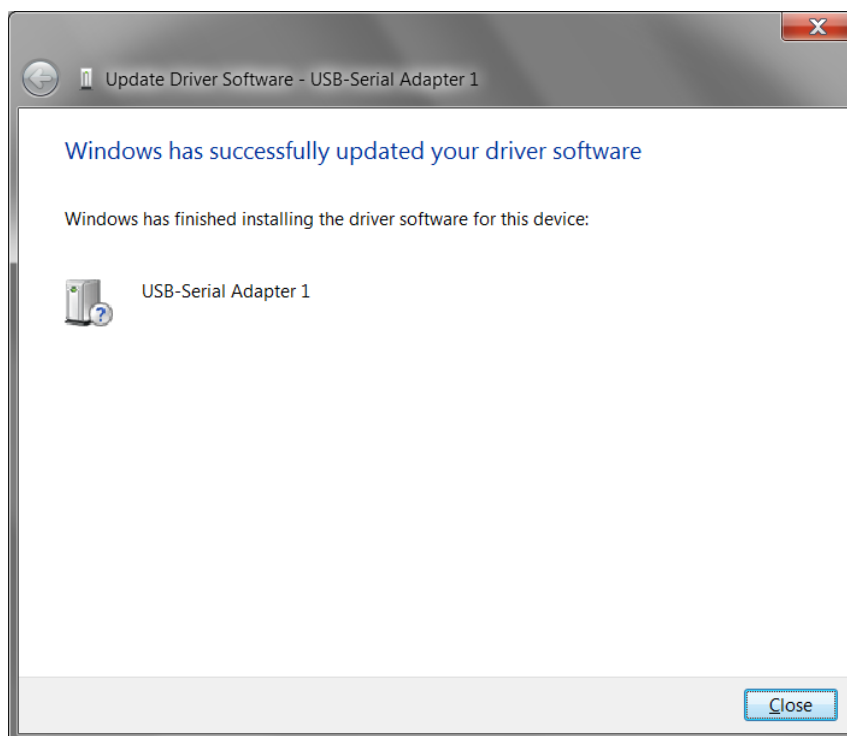 Update Driver Software - USB-Serial Adapter 1
Windows has successfully updated your driver software
Windows has finished installing the driver software for this device:
USB-Serial Adapter 1
Close